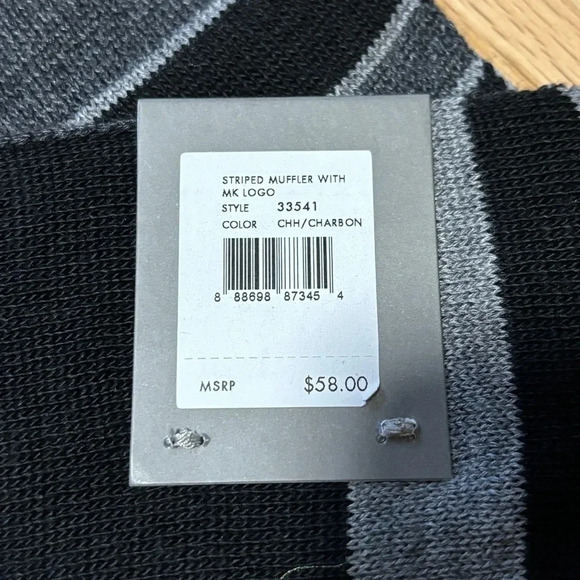 STRIPED MUFFLER WITH
MK LOGO
STYLE 33541
COLOR CHH/CHARBON
8 88698 87345 4
MSRP $58.00